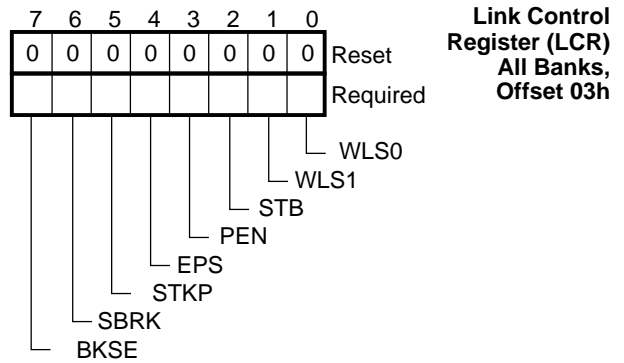 7 6 5 4 3 2 1 0
0 0 0 0 0 0 0 0 Reset
Required
Link Control
Register (LCR)
All Banks,
Offset 03h
WLS0
WLS1
STB
PEN
EPS
STKP
SBRK
BKSE